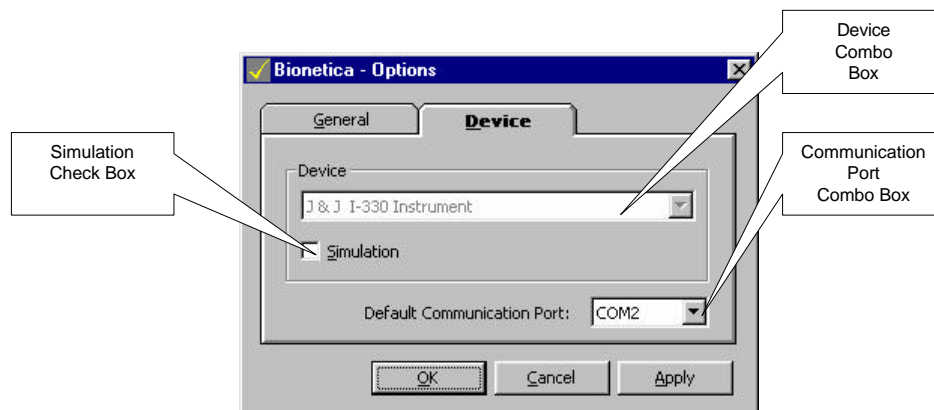 Device
Combo
Box
Bionetica - Options
General
Device
Simulation
Check Box
Communication
Port
Combo Box
Device
J & J I-330 Instrument
Simulation
Default Communication Port:
COM2
OK
Cancel
Apply